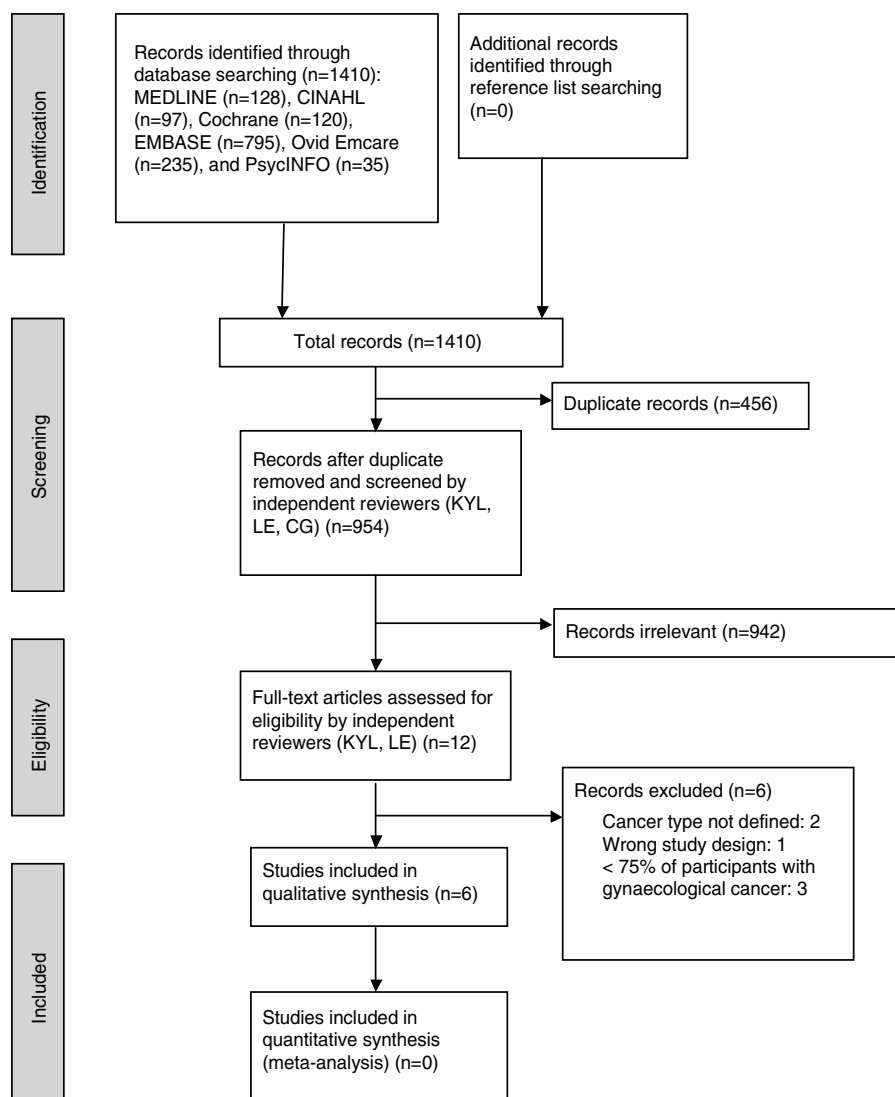 Identification
Records identified through
database searching (n=1410):
MEDLINE (n=128), CINAHL
(n=97), Cochrane (n=120),
EMBASE (n=795), Ovid Emcare
(n=235), and PsycINFO (n=35)
Additional records
identified through
reference list searching
(n=0)
Screening
Total records (n=1410)
Duplicate records (n=456)
Records after duplicate
removed and screened by
independent reviewers (KYL,
LE, CG) (n=954)
Records irrelevant (n=942)
Eligibility
Full-text articles assessed for
eligibility by independent
reviewers (KYL, LE) (n=12)
Records excluded (n=6)
Cancer type not defined: 2
Wrong study design: 1
< 75% of participants with
gynaecological cancer: 3
Included
Studies included in
qualitative synthesis (n=6)
Studies included in
quantitative synthesis
(meta-analysis) (n=0)